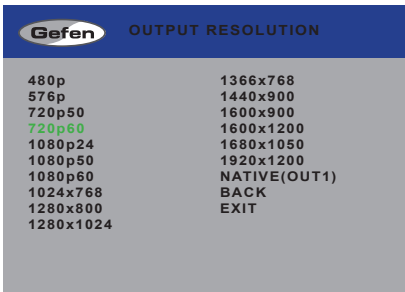 Gefen
OUTPUT RESOLUTION
480p
576p
720p50
720p60
1080p24
1080p50
1080p60
1024x768
1280x800
1280x1024
1366x768
1440x900
1600x900
1600x1200
1680x1050
1920x1200
NATIVE(OUT1)
BACK
EXIT